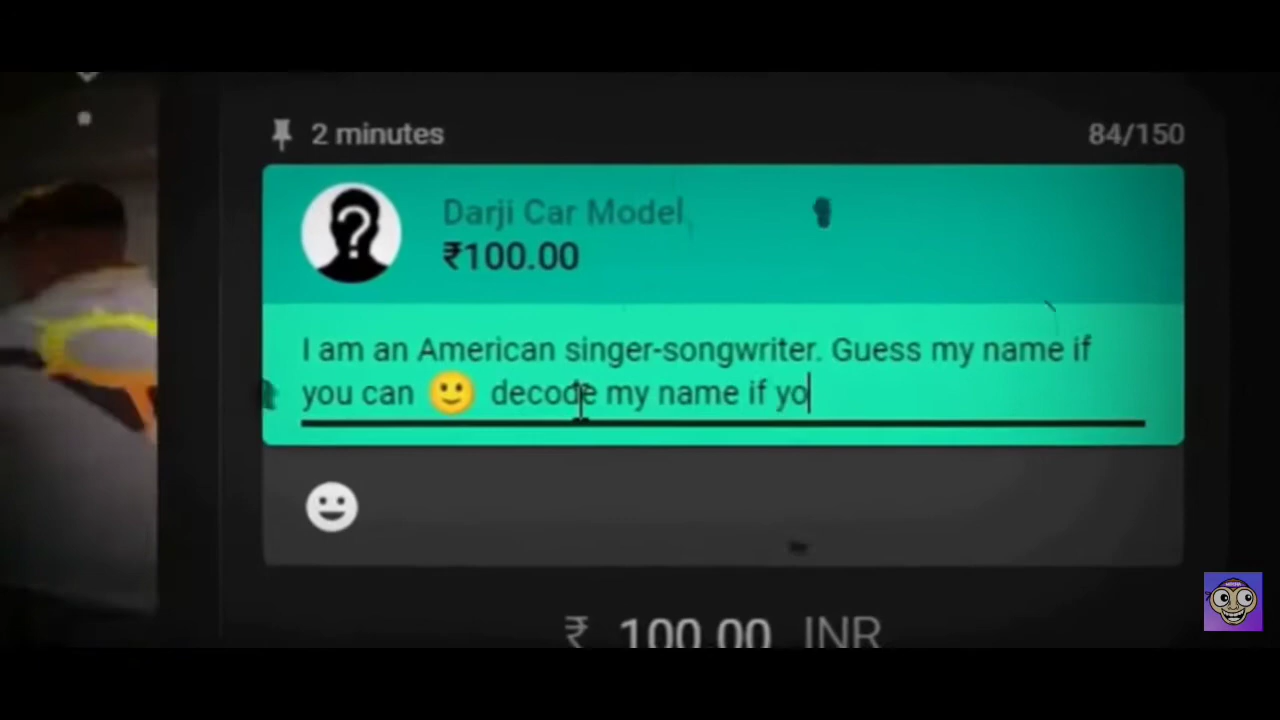 2 minutes
84/150
Darji Car Model
₹100.00
I am an American singer-songwriter. Guess my name if
you can 🙂 decode my name if yo
₹ 100.00 INR